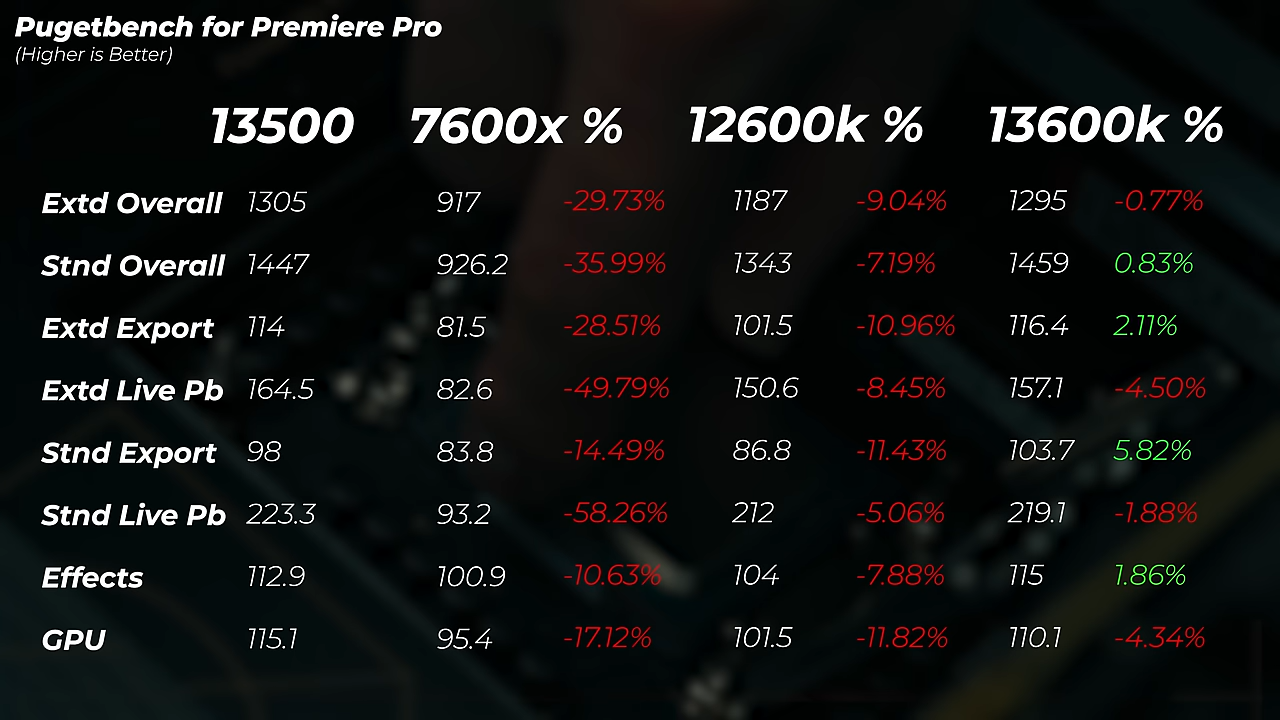 Pugetbench for Premiere Pro
(Higher is Better)
13500 7600x % 12600k % 13600k %
Extd Overall 1305 917 -29.73% 1187 -9.04% 1295 -0.77%
Stnd Overall 1447 926.2 -35.99% 1343 -7.19% 1459 0.83%
Extd Export 114 81.5 -28.51% 101.5 -10.96% 116.4 2.11%
Extd Live Pb 164.5 82.6 -49.79% 150.6 -8.45% 157.1 -4.50%
Stnd Export 98 83.8 -14.49% 86.8 -11.43% 103.7 5.82%
Stnd Live Pb 223.3 93.2 -58.26% 212 -5.06% 219.1 -1.88%
Effects 112.9 100.9 -10.63% 104 -7.88% 115 1.86%
GPU 115.1 95.4 -17.12% 101.5 -11.82% 110.1 -4.34%